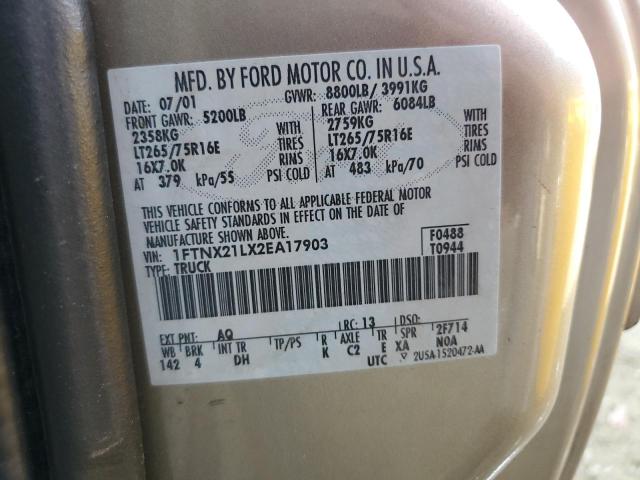 MFD. BY FORD MOTOR CO. IN U.S.A.
DATE: 07/01 GVWR: 8800LB/ 3991KG
FRONT GAWR: 5200LB REAR GAWR: 6084LB
2358KG WITH 2759KG WITH
LT265/75R16E TIRES LT265/75R16E TIRES
16X7.0K RINS 16X7.0K RINS
AT 379 kPa/55 PSI COLD AT 483 kPa/70 PSI COLD
THIS VEHICLE CONFORMS TO ALL APPLICABLE FEDERAL MOTOR
VEHICLE SAFETY STANDARDS IN EFFECT ON THE DATE OF
MANUFACTURE SHOWN ABOVE.
VIN: 1FTNX21LX2EA17903 F0488
TYPE: TRUCK T0944
EXT PNT: AQ RC: 13 DSO: 2F714
WB BRK INT TR TP/PS R AXLE TR SPR N0A
142 4 DH K C2 E XA
UTC ▽ 2USA-1520472-AA